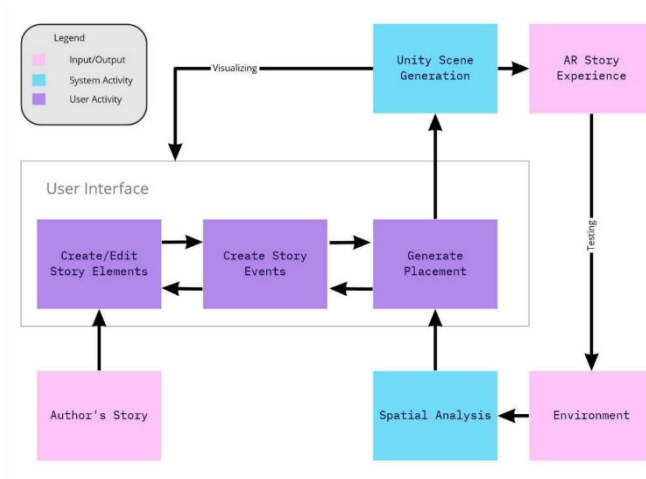 Legend
Input/Output
System Activity
User Activity
Visualizing
Unity Scene
Generation
AR Story
Experience
User Interface
Create/Edit
Story Elements
Create Story
Events
Generate
Placement
Testing
Author's Story
Spatial Analysis
Environment